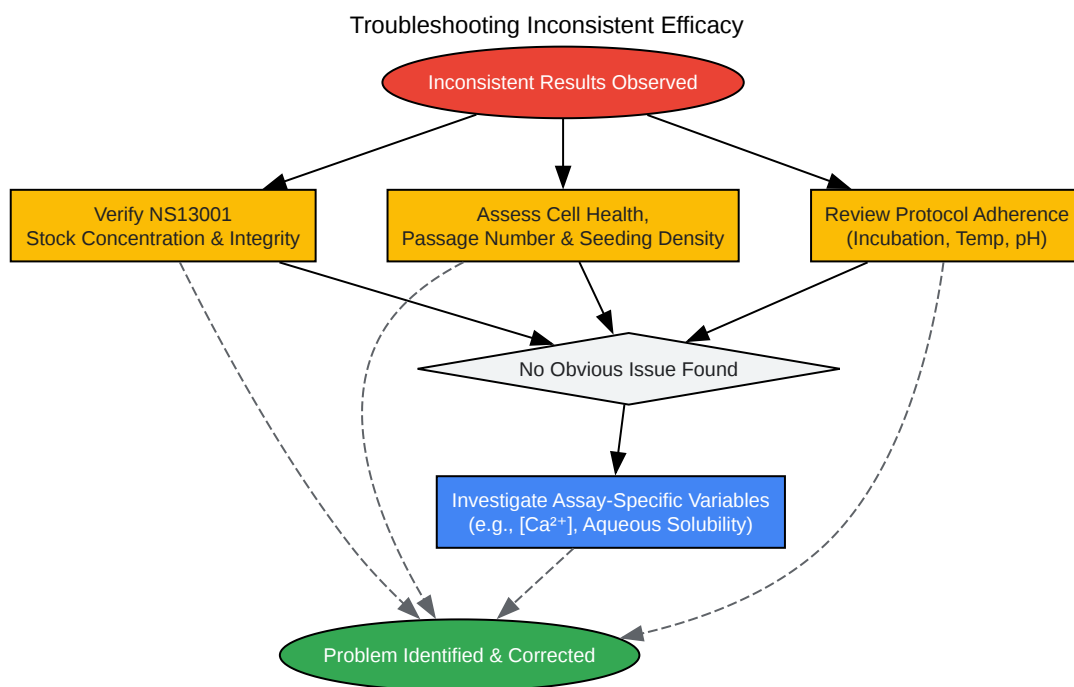 Troubleshooting Inconsistent Efficacy
Inconsistent Results Observed
Verify NS13001
Stock Concentration & Integrity
Assess Cell Health,
Passage Number & Seeding Density
Review Protocol Adherence
(Incubation, Temp, pH)
No Obvious Issue Found
Investigate Assay-Specific Variables
(e.g., [Ca²⁺], Aqueous Solubility)
Problem Identified & Corrected